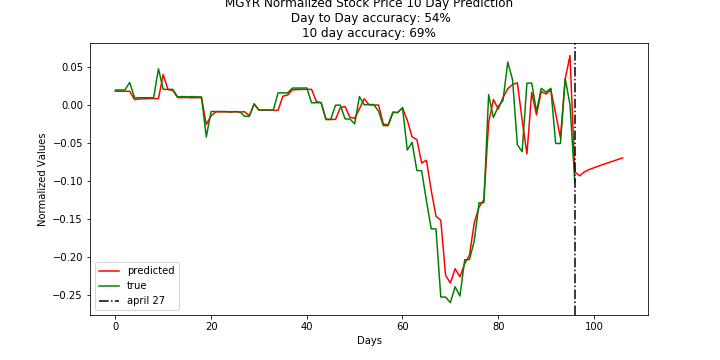 MGYR Normalized Stock Price 10 Day Prediction
Day to Day accuracy: 54%
10 day accuracy: 69%
Normalized Values
0.05
0.00
−0.05
−0.10
−0.15
−0.20
−0.25
predicted
true
april 27
0 20 40 60 80 100
Days